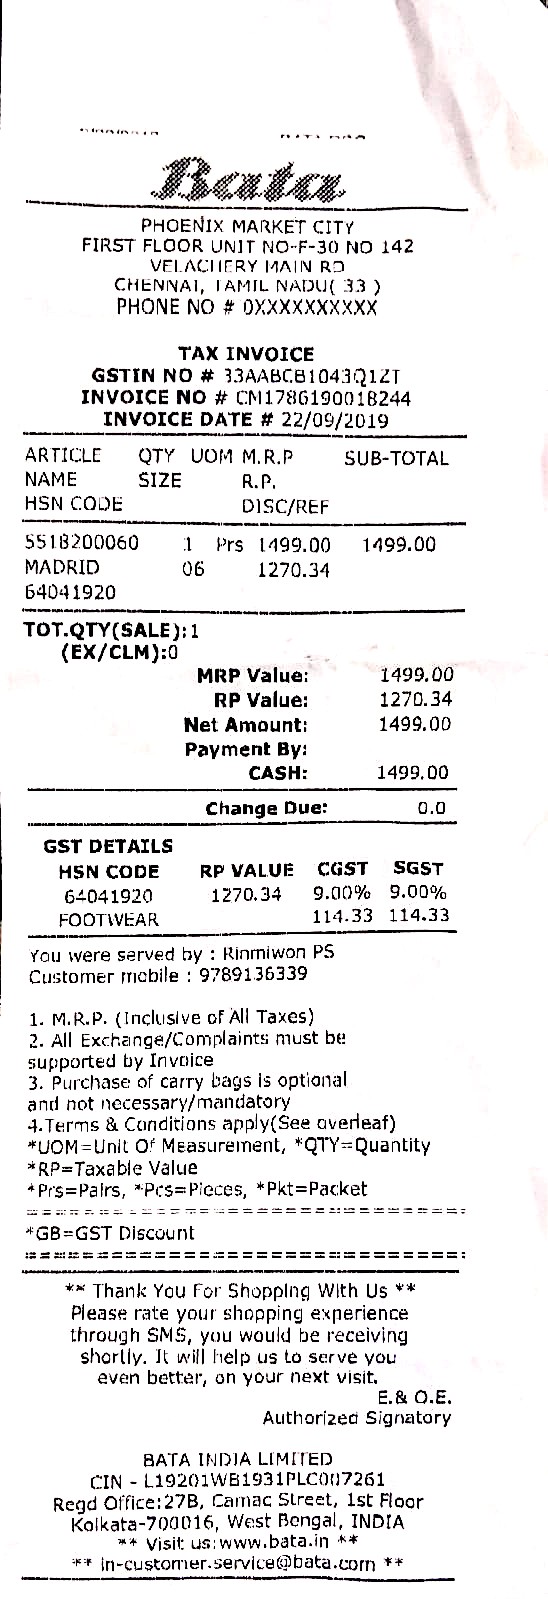 Bata
PHOENIX MARKET CITY
FIRST FLOOR UNIT NO-F-30 NO 142
VELACHERY MAIN RD
CHENNAI, TAMIL NADU( 33 )
PHONE NO # 0XXXXXXXXXX
TAX INVOICE
GSTIN NO # 33AABCB1043Q1ZT
INVOICE NO # CM1786190018244
INVOICE DATE # 22/09/2019
ARTICLE QTY UOM M.R.P SUB-TOTAL
NAME SIZE R.P.
HSN CODE DISC/REF
5518200060 1 Prs 1499.00 1499.00
MADRID 06 1270.34
64041920
TOT.QTY(SALE):1
(EX/CLM):0
MRP Value: 1499.00
RP Value: 1270.34
Net Amount: 1499.00
Payment By:
CASH: 1499.00
Change Due: 0.0
GST DETAILS
HSN CODE RP VALUE CGST SGST
64041920 1270.34 9.00% 9.00%
FOOTWEAR 114.33 114.33
You were served by : Rinmiwon PS
Customer mobile : 9789136339
1. M.R.P. (Inclusive of All Taxes)
2. All Exchange/Complaints must be
supported by Invoice
3. Purchase of carry bags is optional
and not necessary/mandatory
4.Terms & Conditions apply(See overleaf)
*UOM=Unit Of Measurement, *QTY=Quantity
*RP=Taxable Value
*Prs=Pairs, *Pcs=Pieces, *Pkt=Packet
*GB=GST Discount
** Thank You For Shopping With Us **
Please rate your shopping experience
through SMS, you would be receiving
shortly. It will help us to serve you
even better, on your next visit.
E.& O.E.
Authorized Signatory
BATA INDIA LIMITED
CIN - L19201WB1931PLC007261
Regd Office:27B, Camac Street, 1st Floor
Kolkata-700016, West Bengal, INDIA
** Visit us:www.bata.in **
** in-customer.service@bata.com **